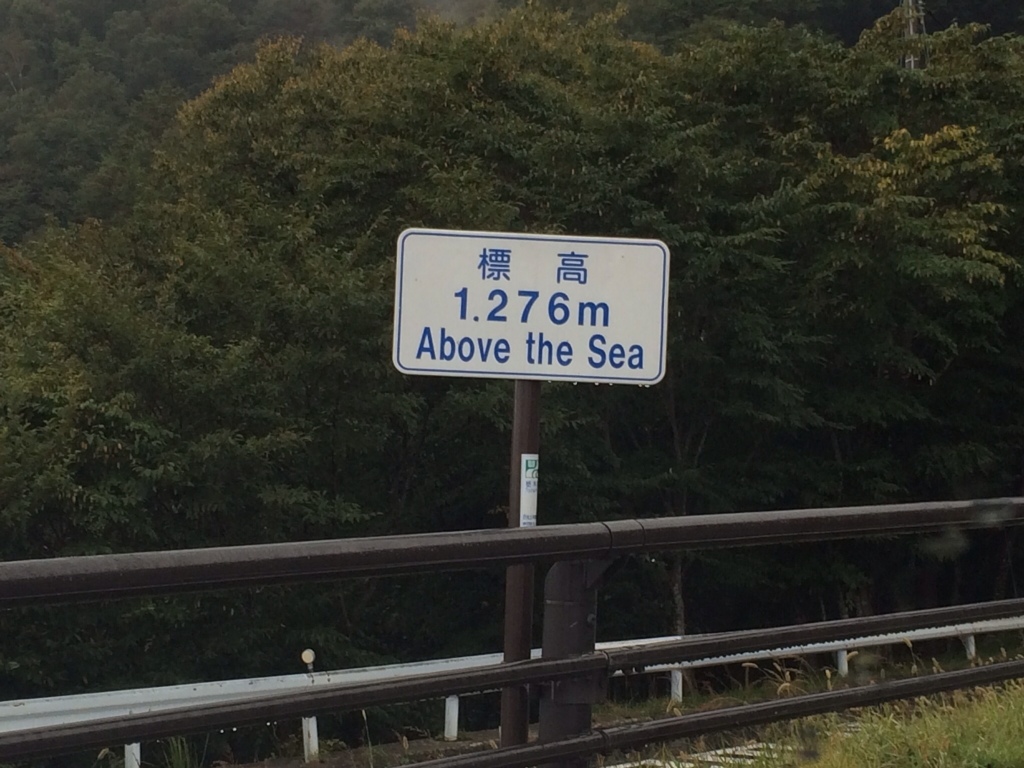 標 高
1.276m
Above the Sea